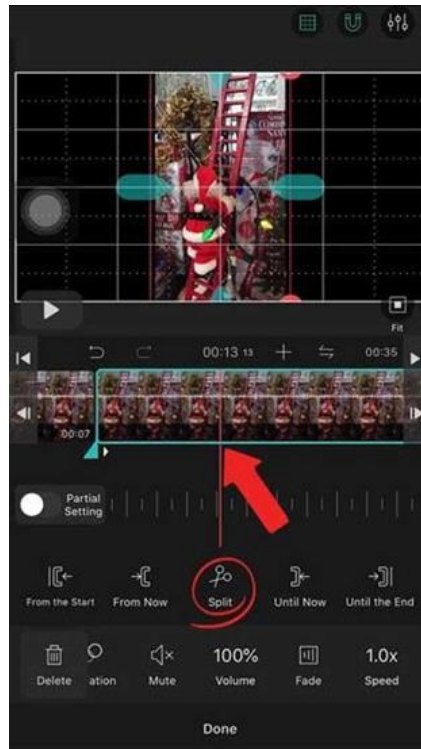 Fit
00:13 13 00:35
00:07
Partial
Setting
From the Start From Now Split Until Now Until the End
100% 1.0x
Delete ation Mute Volume Fade Speed
Done